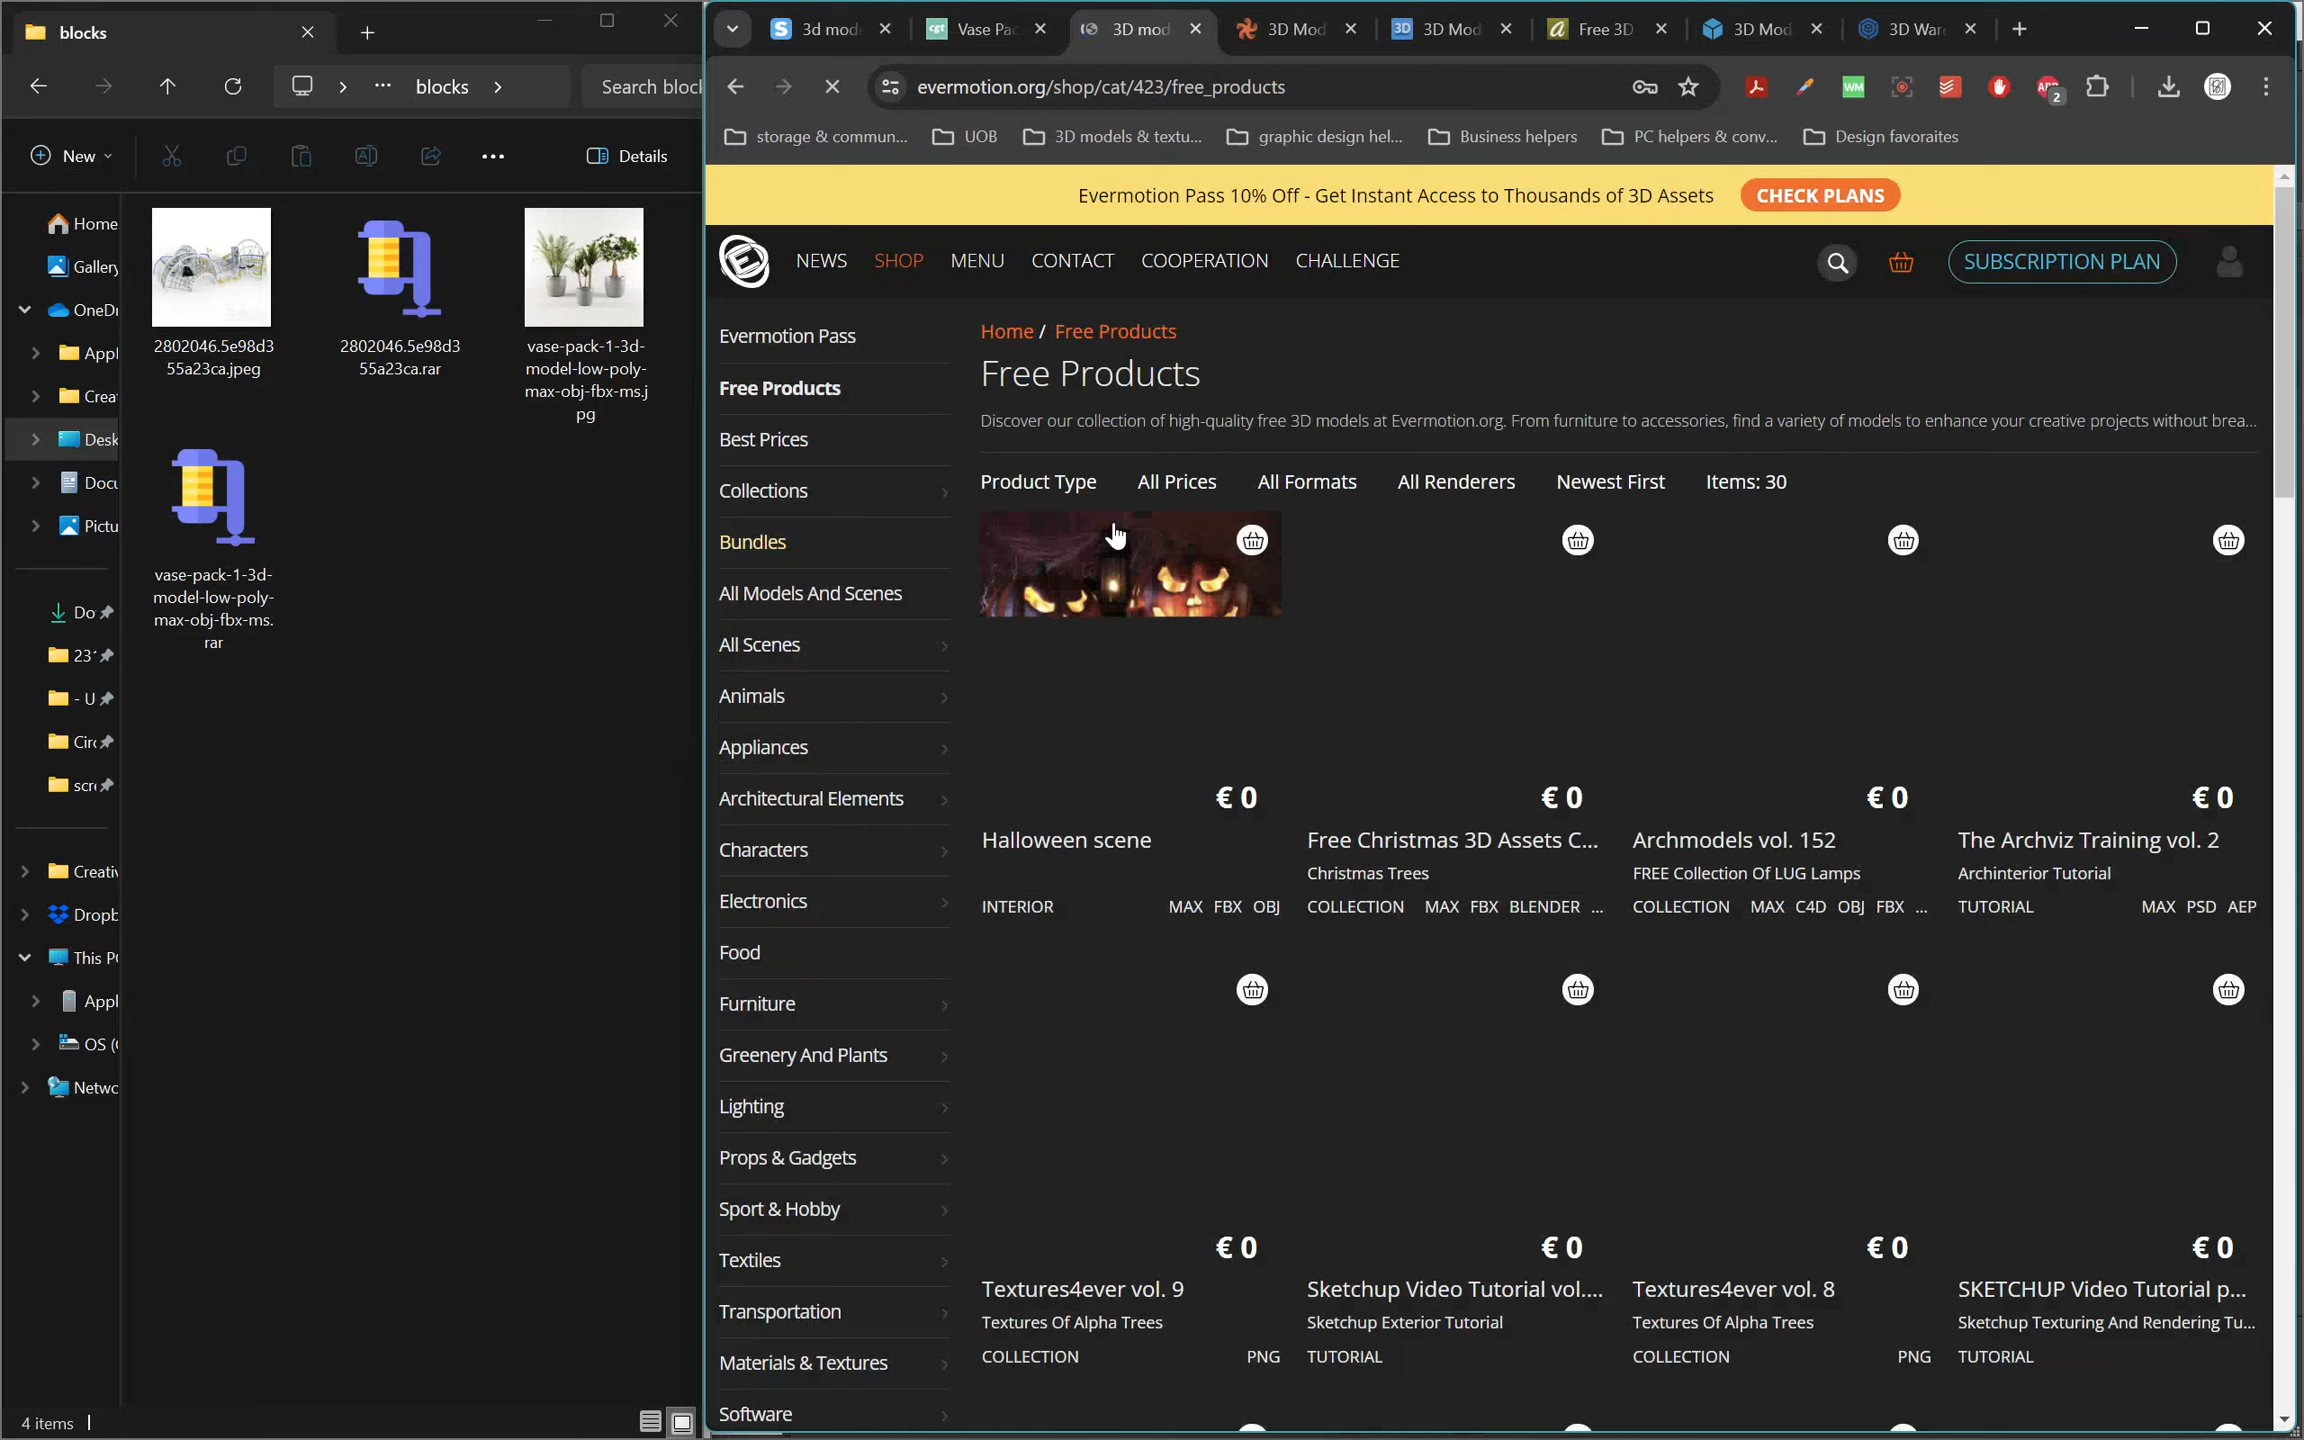 blocks
blocks
Search block
New
Details
Home
Gallery
OneDr
Appl
Crea
Desk
Docu
Pictu
Do
23
- U
Circ
scre
Creativ
Dropb
This P
Appl
OS (
Netwo
2802046.5e98d3
55a23ca.jpeg
2802046.5e98d3
55a23ca.rar
vase-pack-1-3d-
model-low-poly-
max-obj-fbx-ms.j
pg
vase-pack-1-3d-
model-low-poly-
max-obj-fbx-ms.
rar
4 items
3d mod
Vase Pac
3D mod
3D Mod
3D Mod
Free 3D
3D Mod
3D War
evermotion.org/shop/cat/423/free_products
storage & commun...
UOB
3D models & textu...
graphic design hel...
Business helpers
PC helpers & conv...
Design favoraites
Evermotion Pass 10% Off - Get Instant Access to Thousands of 3D Assets
CHECK PLANS
NEWS SHOP MENU CONTACT COOPERATION CHALLENGE
SUBSCRIPTION PLAN
Evermotion Pass
Free Products
Best Prices
Collections
Bundles
All Models And Scenes
All Scenes
Animals
Appliances
Architectural Elements
Characters
Electronics
Food
Furniture
Greenery And Plants
Lighting
Props & Gadgets
Sport & Hobby
Textiles
Transportation
Materials & Textures
Software
Home / Free Products
Free Products
Discover our collection of high-quality free 3D models at Evermotion.org. From furniture to accessories, find a variety of models to enhance your creative projects without brea...
Product Type All Prices All Formats All Renderers Newest First Items: 30
€ 0
Halloween scene
INTERIOR MAX FBX OBJ
€ 0
Free Christmas 3D Assets C...
Christmas Trees
COLLECTION MAX FBX BLENDER ...
€ 0
Archmodels vol. 152
FREE Collection Of LUG Lamps
COLLECTION MAX C4D OBJ FBX ...
€ 0
The Archviz Training vol. 2
Archinterior Tutorial
TUTORIAL MAX PSD AEP
€ 0
Textures4ever vol. 9
Textures Of Alpha Trees
COLLECTION PNG
€ 0
Sketchup Video Tutorial vol....
Sketchup Exterior Tutorial
TUTORIAL
€ 0
Textures4ever vol. 8
Textures Of Alpha Trees
COLLECTION PNG
€ 0
SKETCHUP Video Tutorial p...
Sketchup Texturing And Rendering Tu...
TUTORIAL